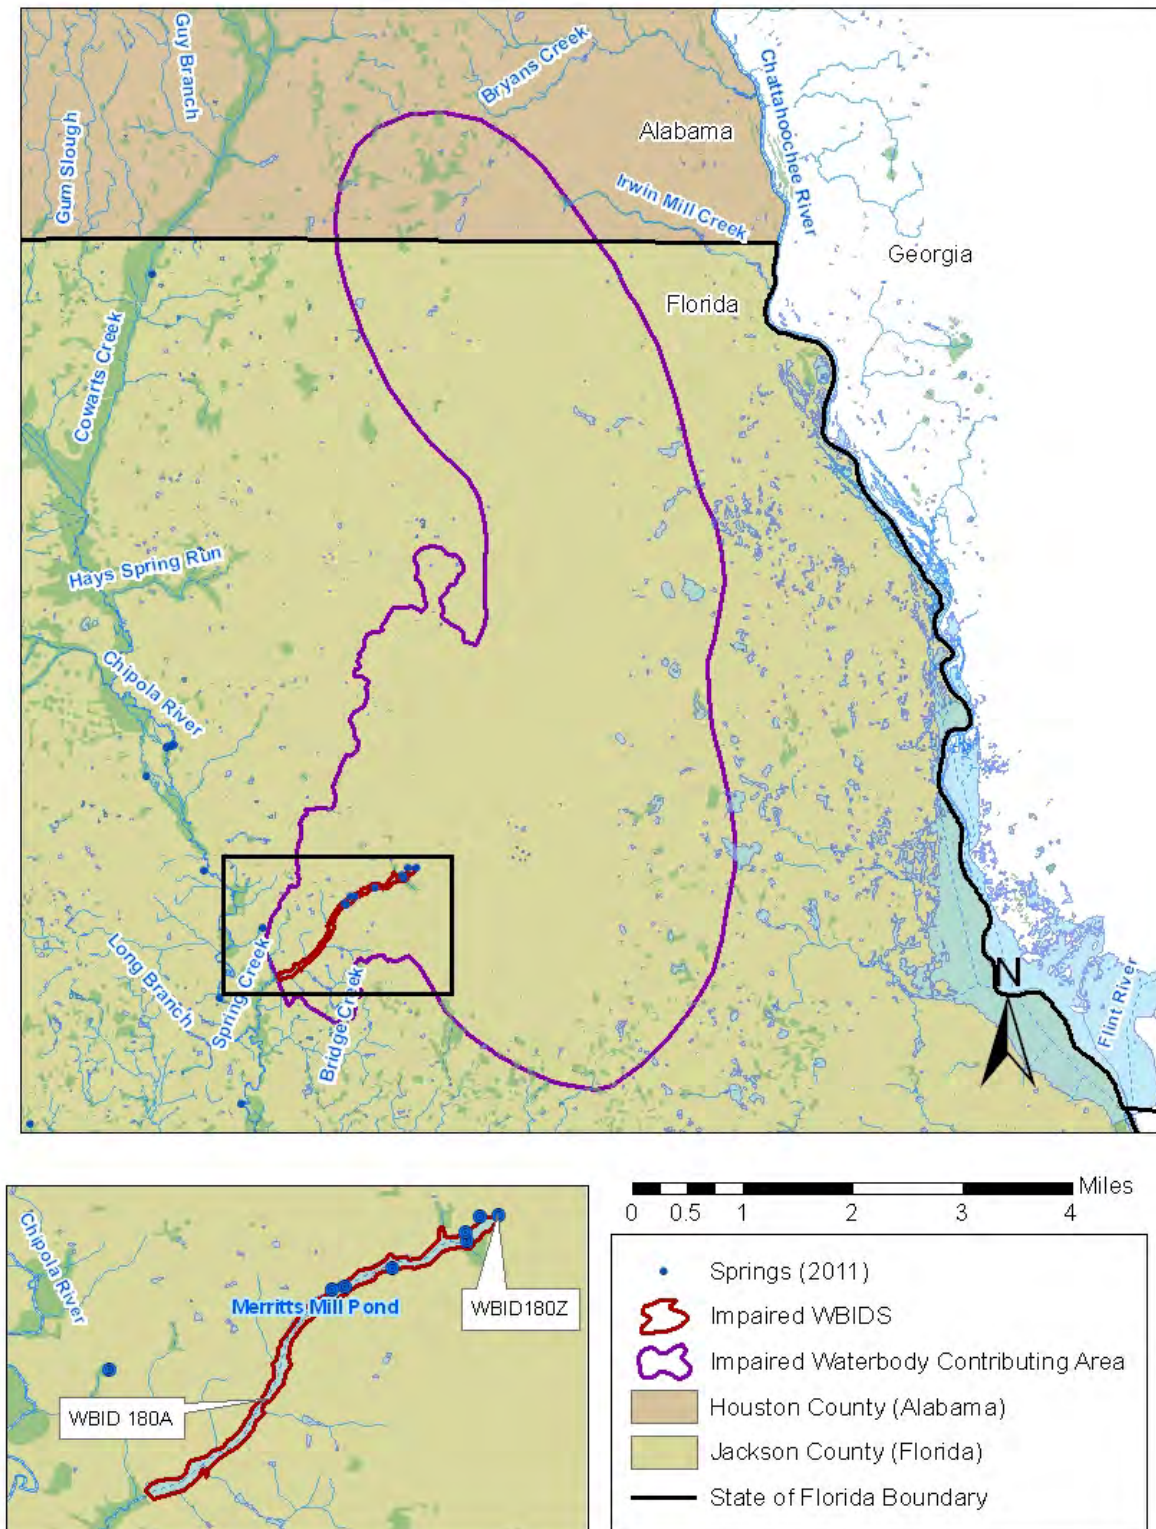 Guy Branch
Bryans Creek
Chattahoochee River
Gum Slough
Alabama
Irwin Mill Creek
Georgia
Florida
Cowarts Creek
Hays Spring Run
Chipola River
Long Branch
Spring Creek
Bridge Creek
N
Flint River
Chipola River
Merritts Mill Pond
WBID180Z
WBID 180A
Miles
0 0.5 1 2 3 4
Springs (2011)
Impaired WBIDS
Impaired Waterbody Contributing Area
Houston County (Alabama)
Jackson County (Florida)
State of Florida Boundary